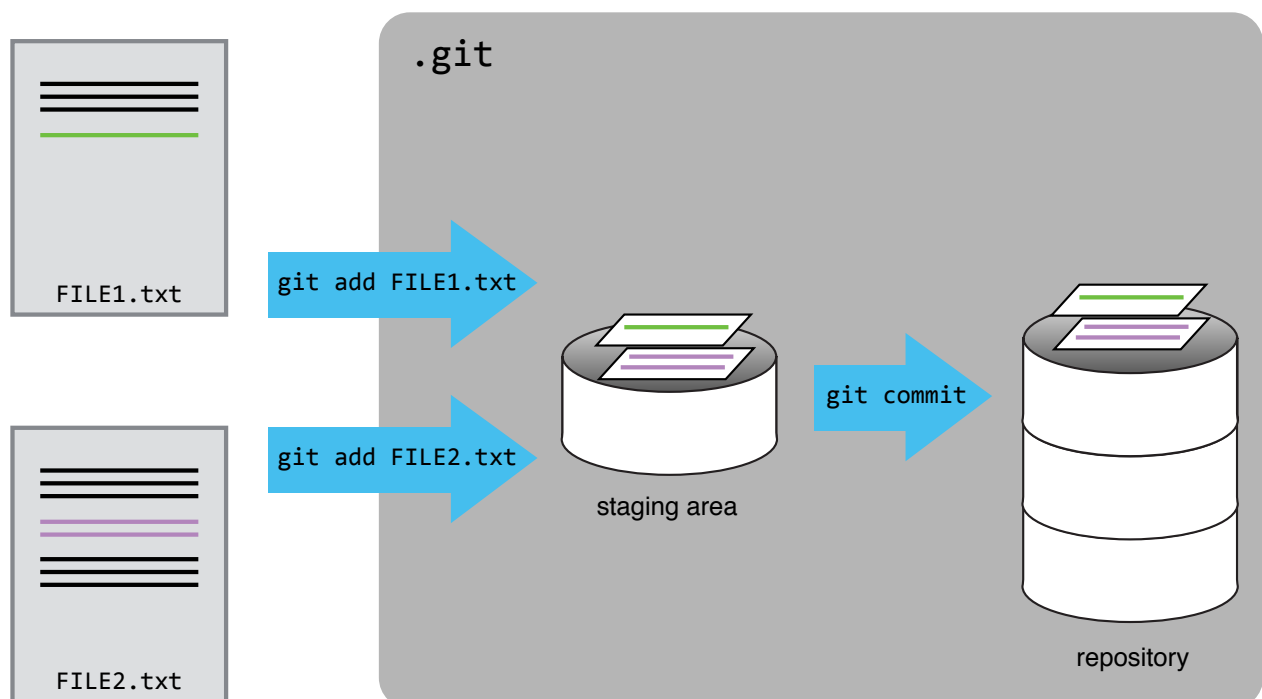 .git
FILE1.txt
git add FILE1.txt
git commit
git add FILE2.txt
staging area
repository
FILE2.txt